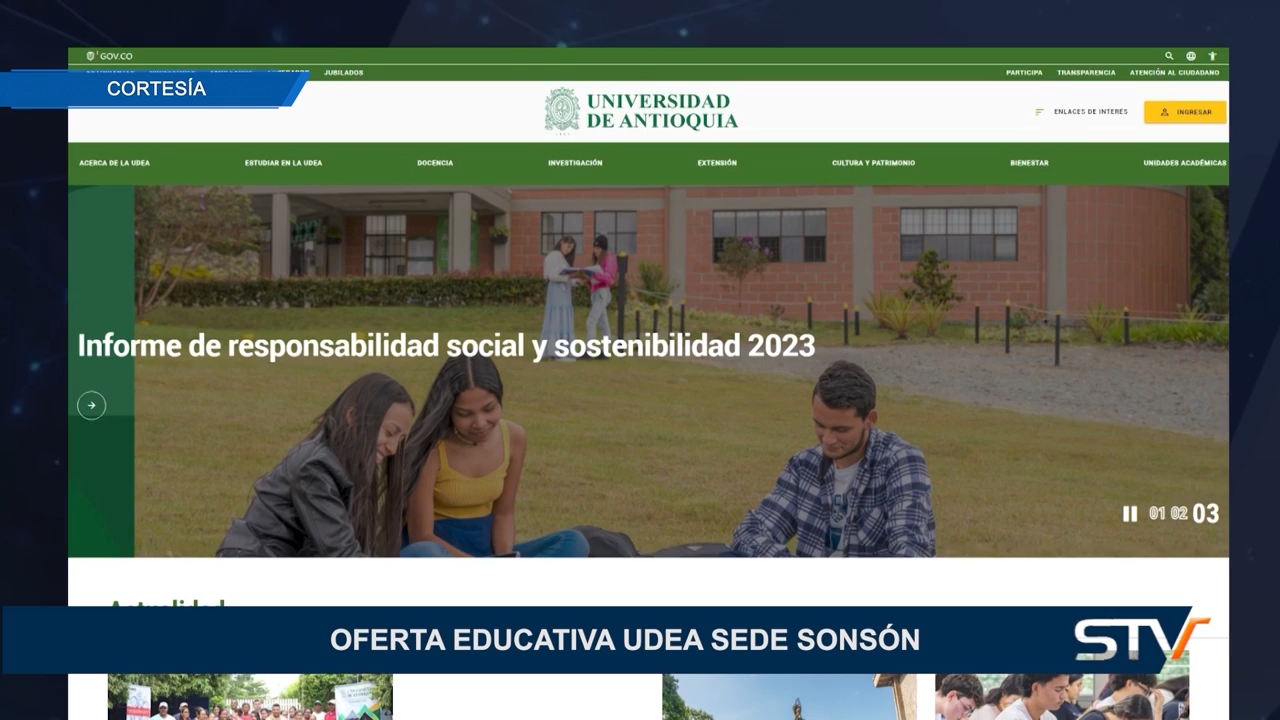 GOV.CO
JUBILADOS
PARTICIPA TRANSPARENCIA ATENCIÓN AL CIUDADANO
CORTESÍA
UNIVERSIDAD
DE ANTIOQUIA
ENLACES DE INTERÉS
INGRESAR
ACERCA DE LA UDEA ESTUDIAR EN LA UDEA DOCENCIA INVESTIGACIÓN EXTENSIÓN CULTURA Y PATRIMONIO BIENESTAR UNIDADES ACADÉMICAS
Informe de responsabilidad social y sostenibilidad 2023
01 02 03
Actualidad
OFERTA EDUCATIVA UDEA SEDE SONSÓN
STV